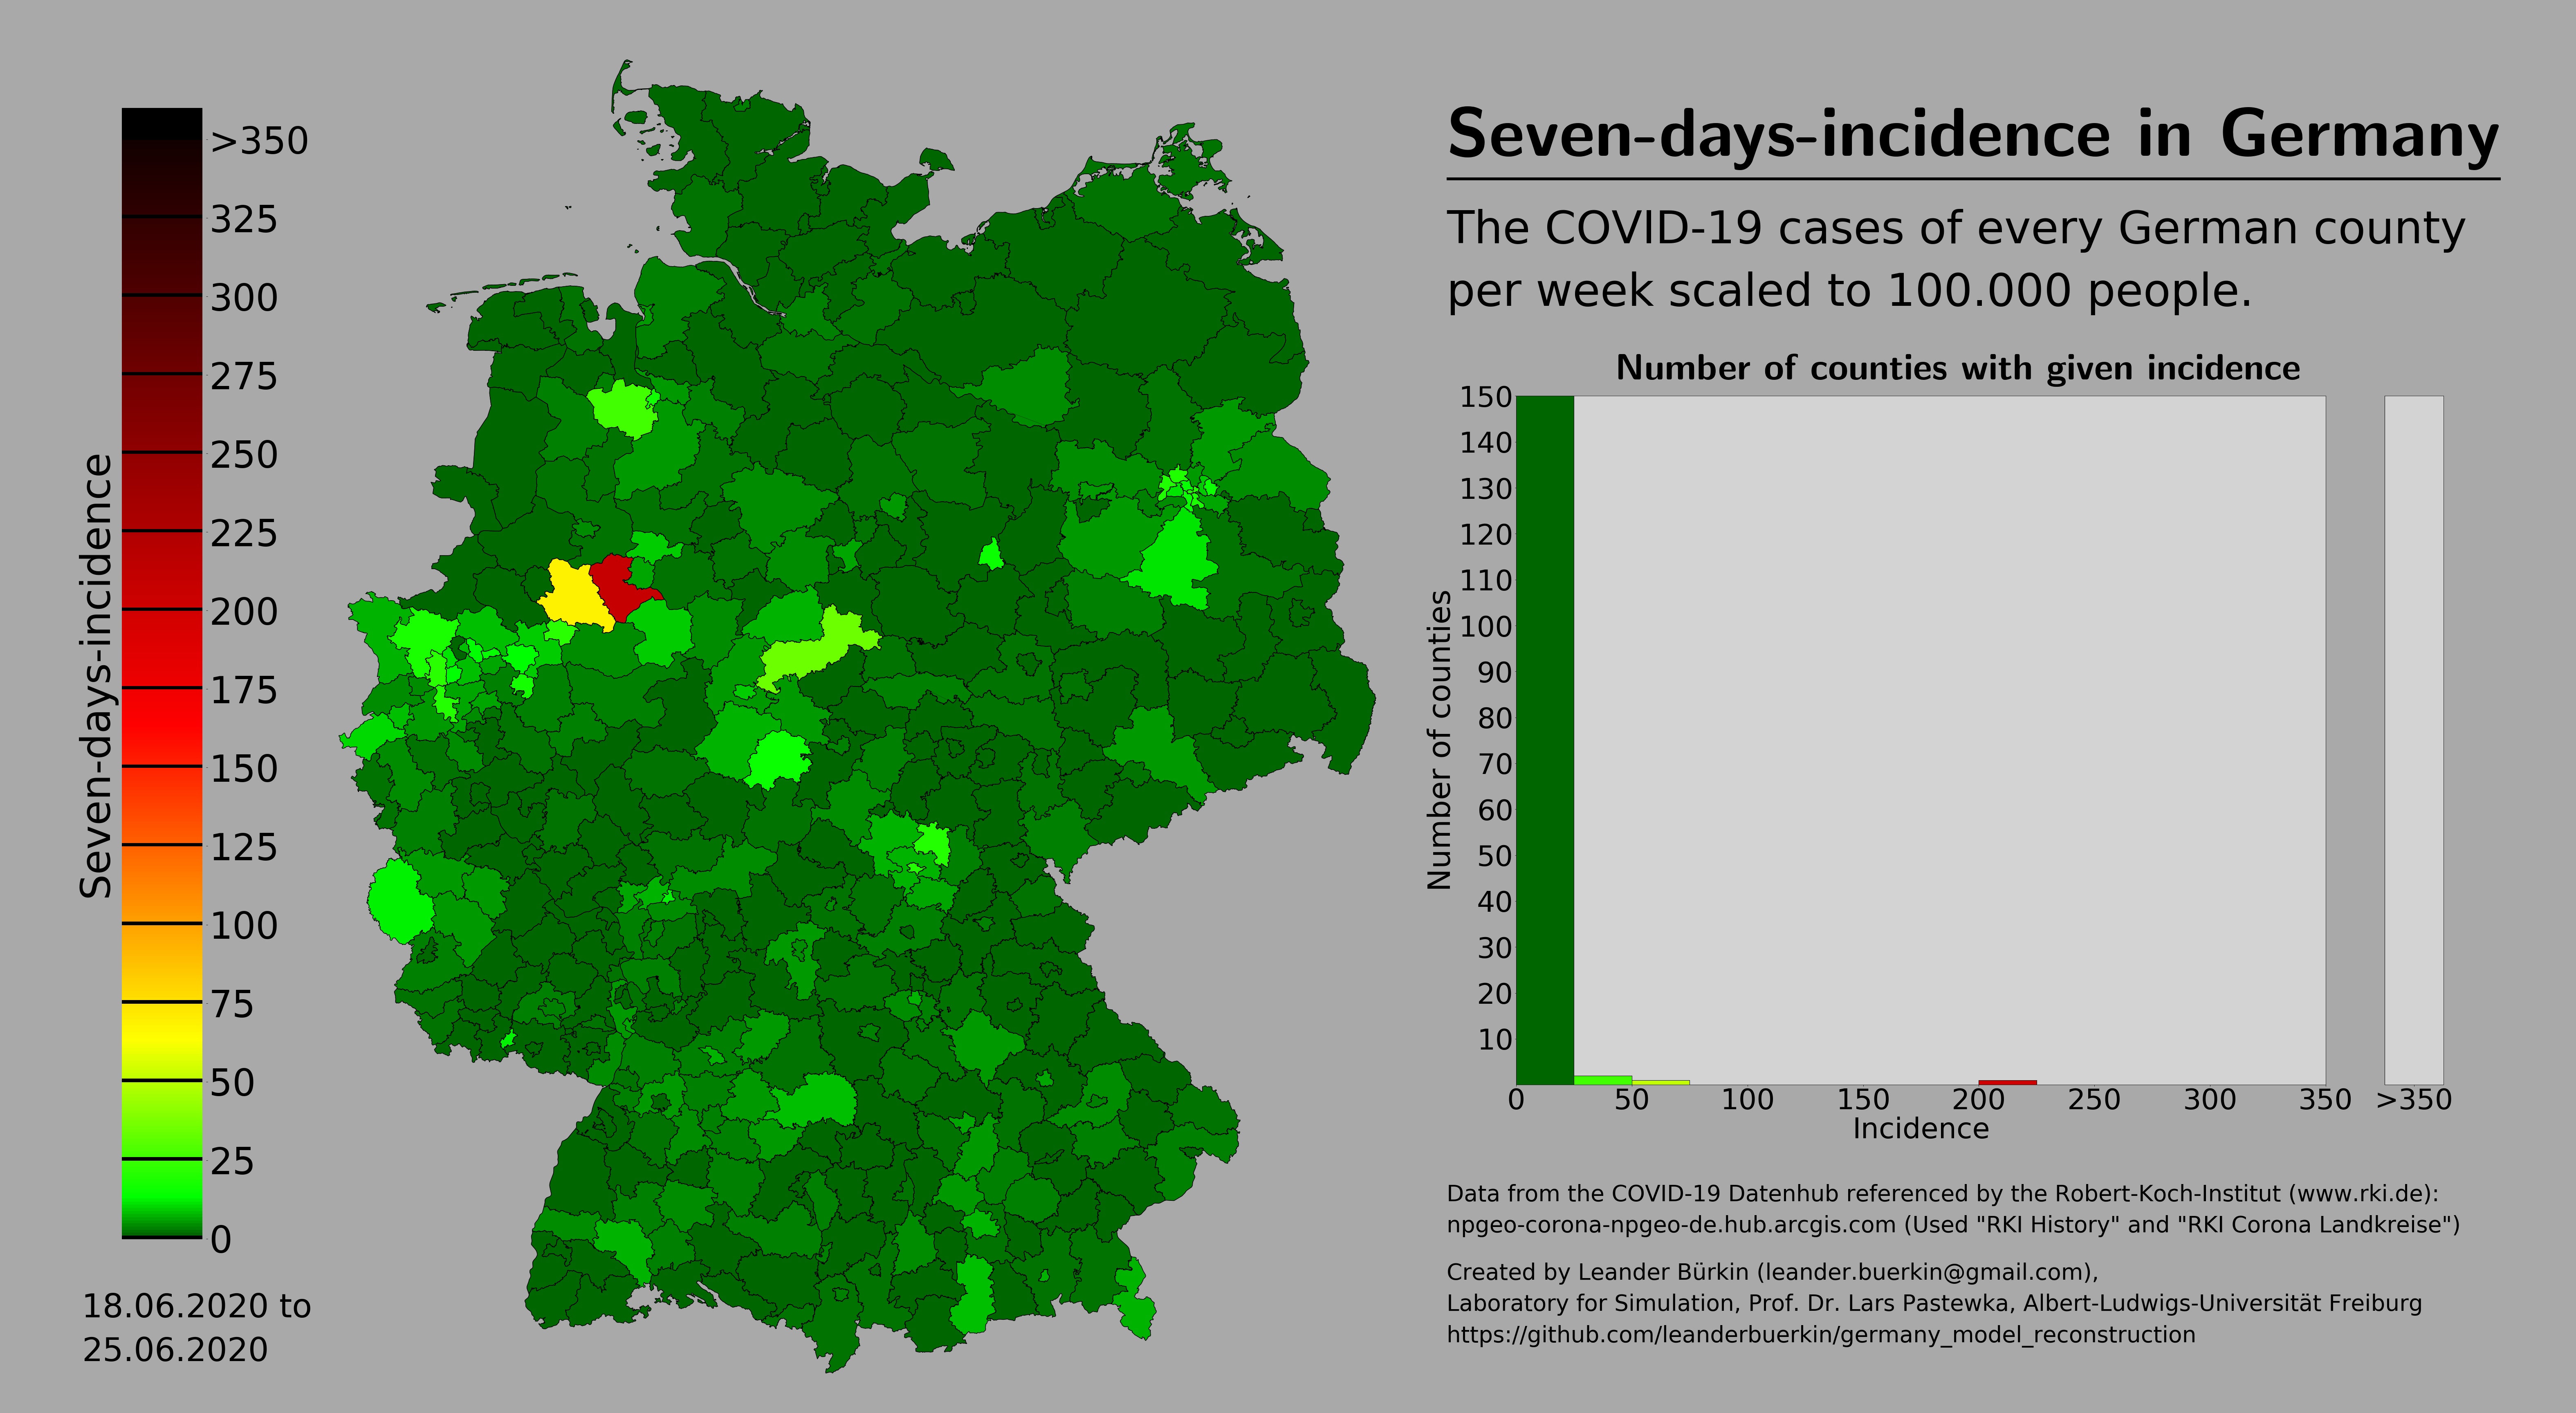 Seven-days-incidence in Germany
The COVID-19 cases of every German county
per week scaled to 100.000 people.
Seven-days-incidence
>350
325
300
275
250
225
200
175
150
125
100
75
50
25
0
18.06.2020 to
25.06.2020
Number of counties with given incidence
Number of counties
150
140
130
120
110
100
90
80
70
60
50
40
30
20
10
0 50 100 150 200 250 300 350 >350
Incidence
Data from the COVID-19 Datenhub referenced by the Robert-Koch-Institut (www.rki.de):
npgeo-corona-npgeo-de.hub.arcgis.com (Used "RKI History" and "RKI Corona Landkreise")
Created by Leander Bürkin (leander.buerkin@gmail.com),
Laboratory for Simulation, Prof. Dr. Lars Pastewka, Albert-Ludwigs-Universität Freiburg
https://github.com/leanderbuerkin/germany_model_reconstruction